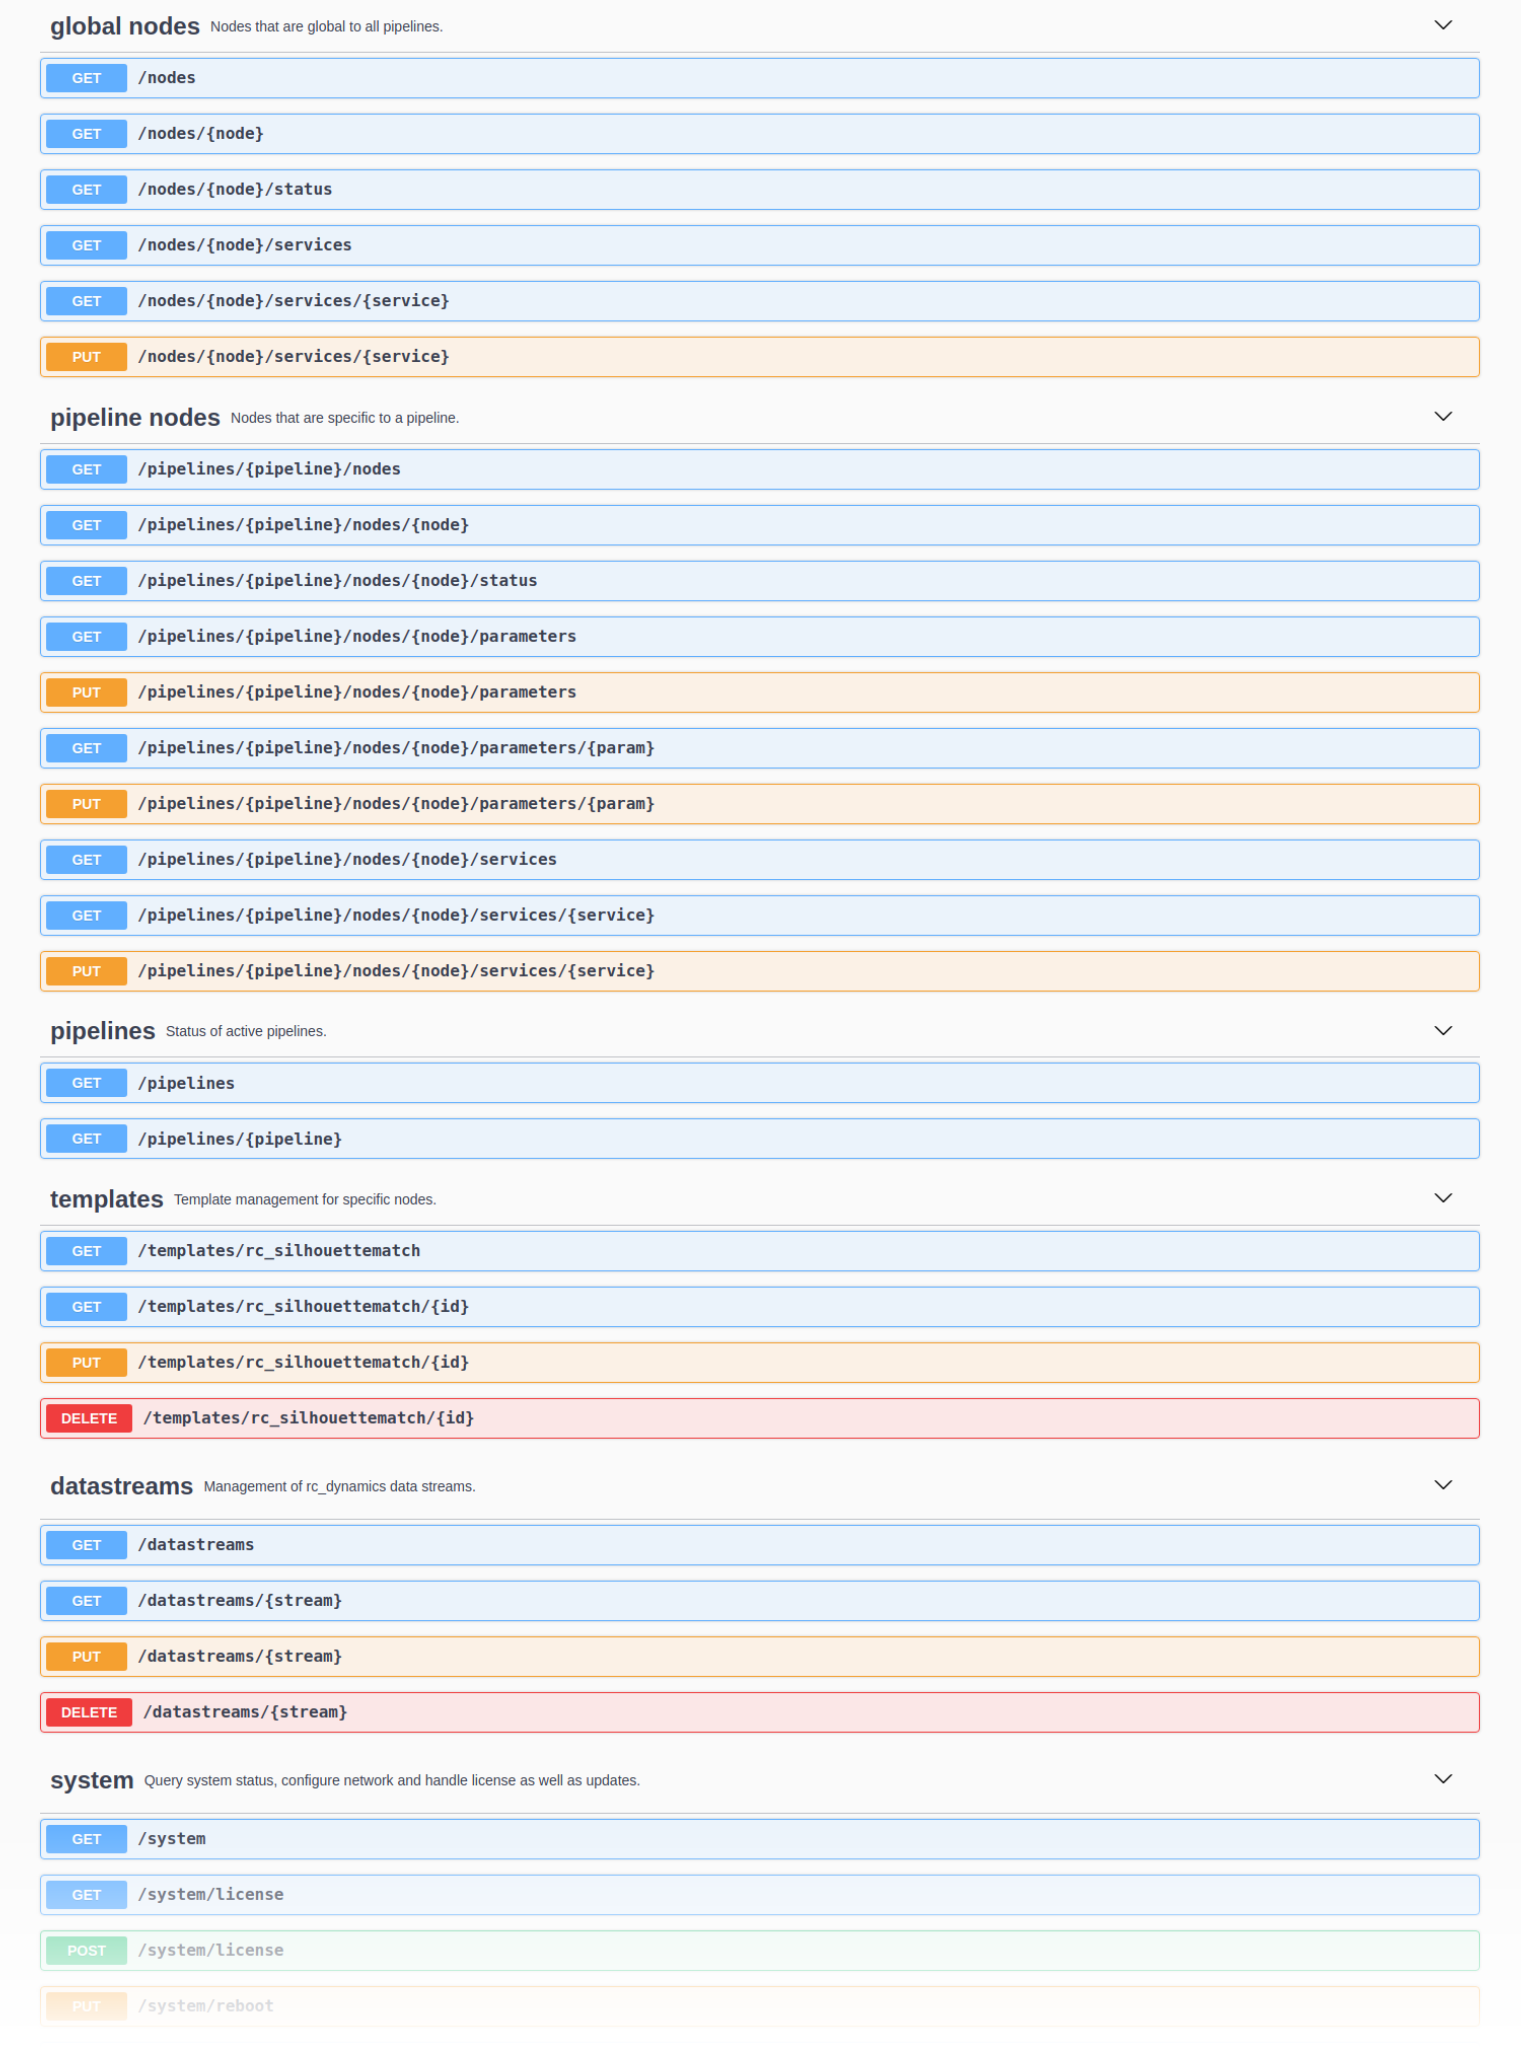 global nodes Nodes that are global to all pipelines.
GET /nodes
GET /nodes/{node}
GET /nodes/{node}/status
GET /nodes/{node}/services
GET /nodes/{node}/services/{service}
PUT /nodes/{node}/services/{service}
pipeline nodes Nodes that are specific to a pipeline.
GET /pipelines/{pipeline}/nodes
GET /pipelines/{pipeline}/nodes/{node}
GET /pipelines/{pipeline}/nodes/{node}/status
GET /pipelines/{pipeline}/nodes/{node}/parameters
PUT /pipelines/{pipeline}/nodes/{node}/parameters
GET /pipelines/{pipeline}/nodes/{node}/parameters/{param}
PUT /pipelines/{pipeline}/nodes/{node}/parameters/{param}
GET /pipelines/{pipeline}/nodes/{node}/services
GET /pipelines/{pipeline}/nodes/{node}/services/{service}
PUT /pipelines/{pipeline}/nodes/{node}/services/{service}
pipelines Status of active pipelines.
GET /pipelines
GET /pipelines/{pipeline}
templates Template management for specific nodes.
GET /templates/rc_silhouettematch
GET /templates/rc_silhouettematch/{id}
PUT /templates/rc_silhouettematch/{id}
DELETE /templates/rc_silhouettematch/{id}
datastreams Management of rc_dynamics data streams.
GET /datastreams
GET /datastreams/{stream}
PUT /datastreams/{stream}
DELETE /datastreams/{stream}
system Query system status, configure network and handle license as well as updates.
GET /system
GET /system/license
POST /system/license
PUT /system/reboot